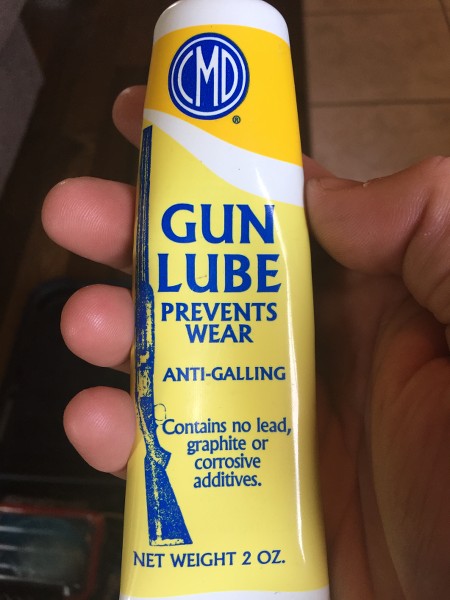 CMD
®
GUN
LUBE
PREVENTS
WEAR
ANTI-GALLING
Contains no lead,
graphite or
corrosive
additives.
NET WEIGHT 2 OZ.